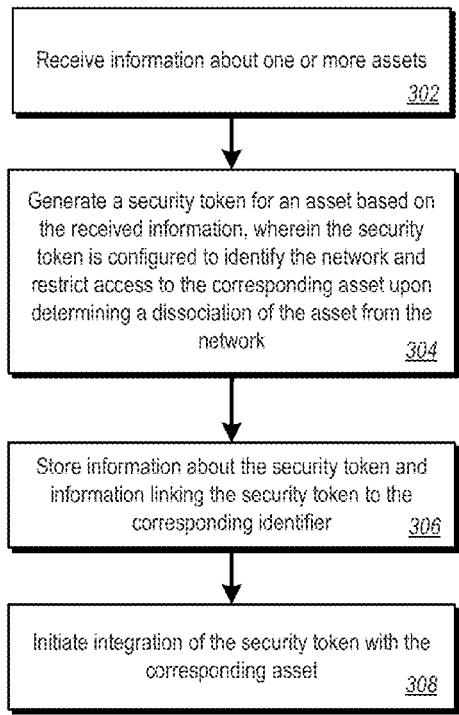 Receive information about one or more assets
302
Generate a security token for an asset based on
the received information, wherein the security
token is configured to identify the network and
restrict access to the corresponding asset upon
determining a dissociation of the asset from the
network
304
Store information about the security token and
information linking the security token to the
corresponding identifier
306
Initiate integration of the security token with the
corresponding asset
308